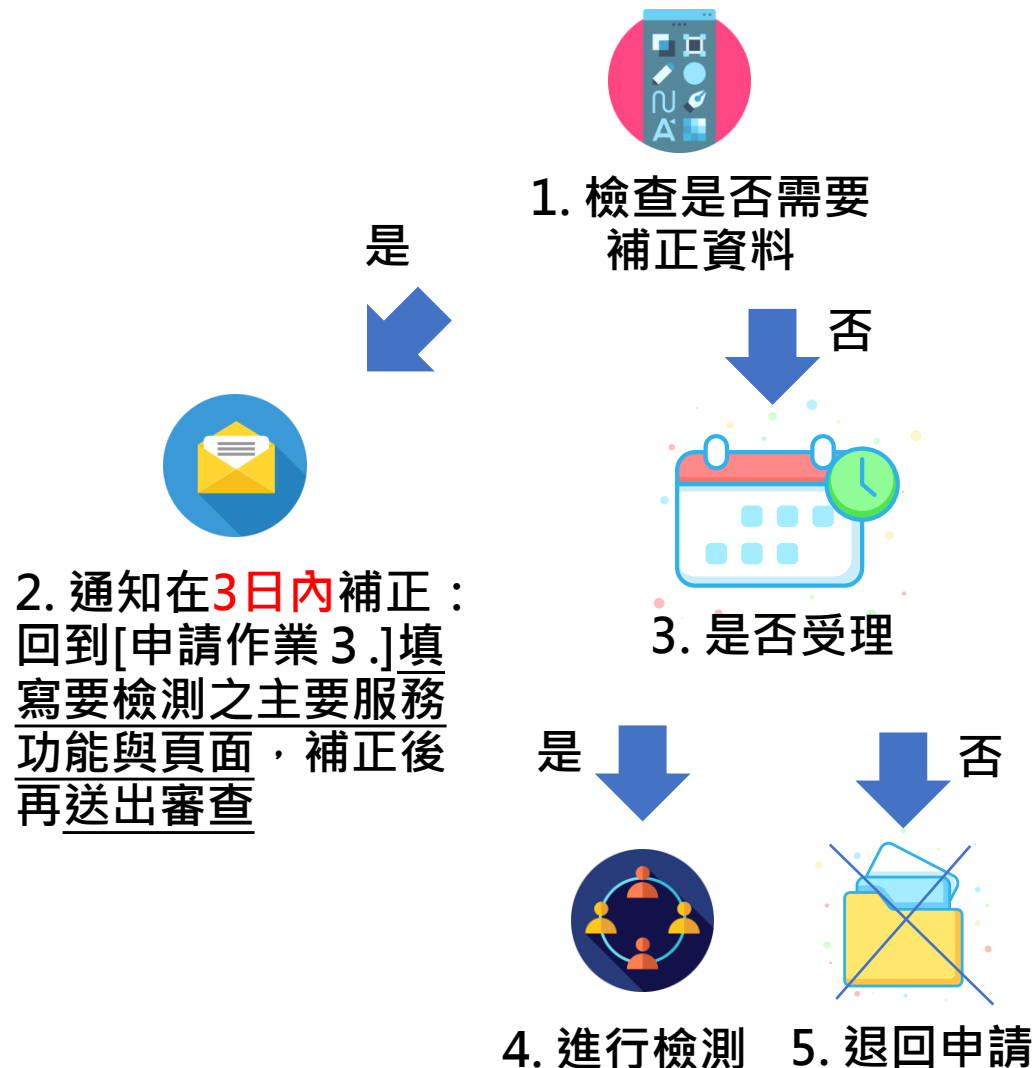 1. 檢查是否需要
補正資料
是
否
2. 通知在3日內補正：
回到[申請作業３.]填
寫要檢測之主要服務
功能與頁面，補正後
再送出審查
3. 是否受理
是
否
4. 進行檢測
5. 退回申請